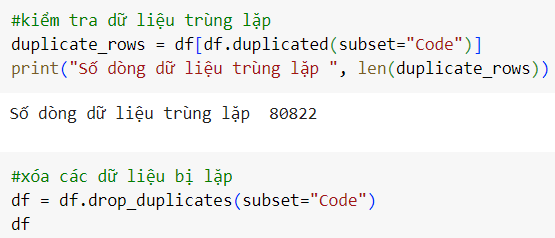 #kiểm tra dữ liệu trùng lặp
duplicate_rows = df[df.duplicated(subset="Code")]
print("Số dòng dữ liệu trùng lặp ", len(duplicate_rows))
Số dòng dữ liệu trùng lặp  80822
#xóa các dữ liệu bị lặp
df = df.drop_duplicates(subset="Code")
df